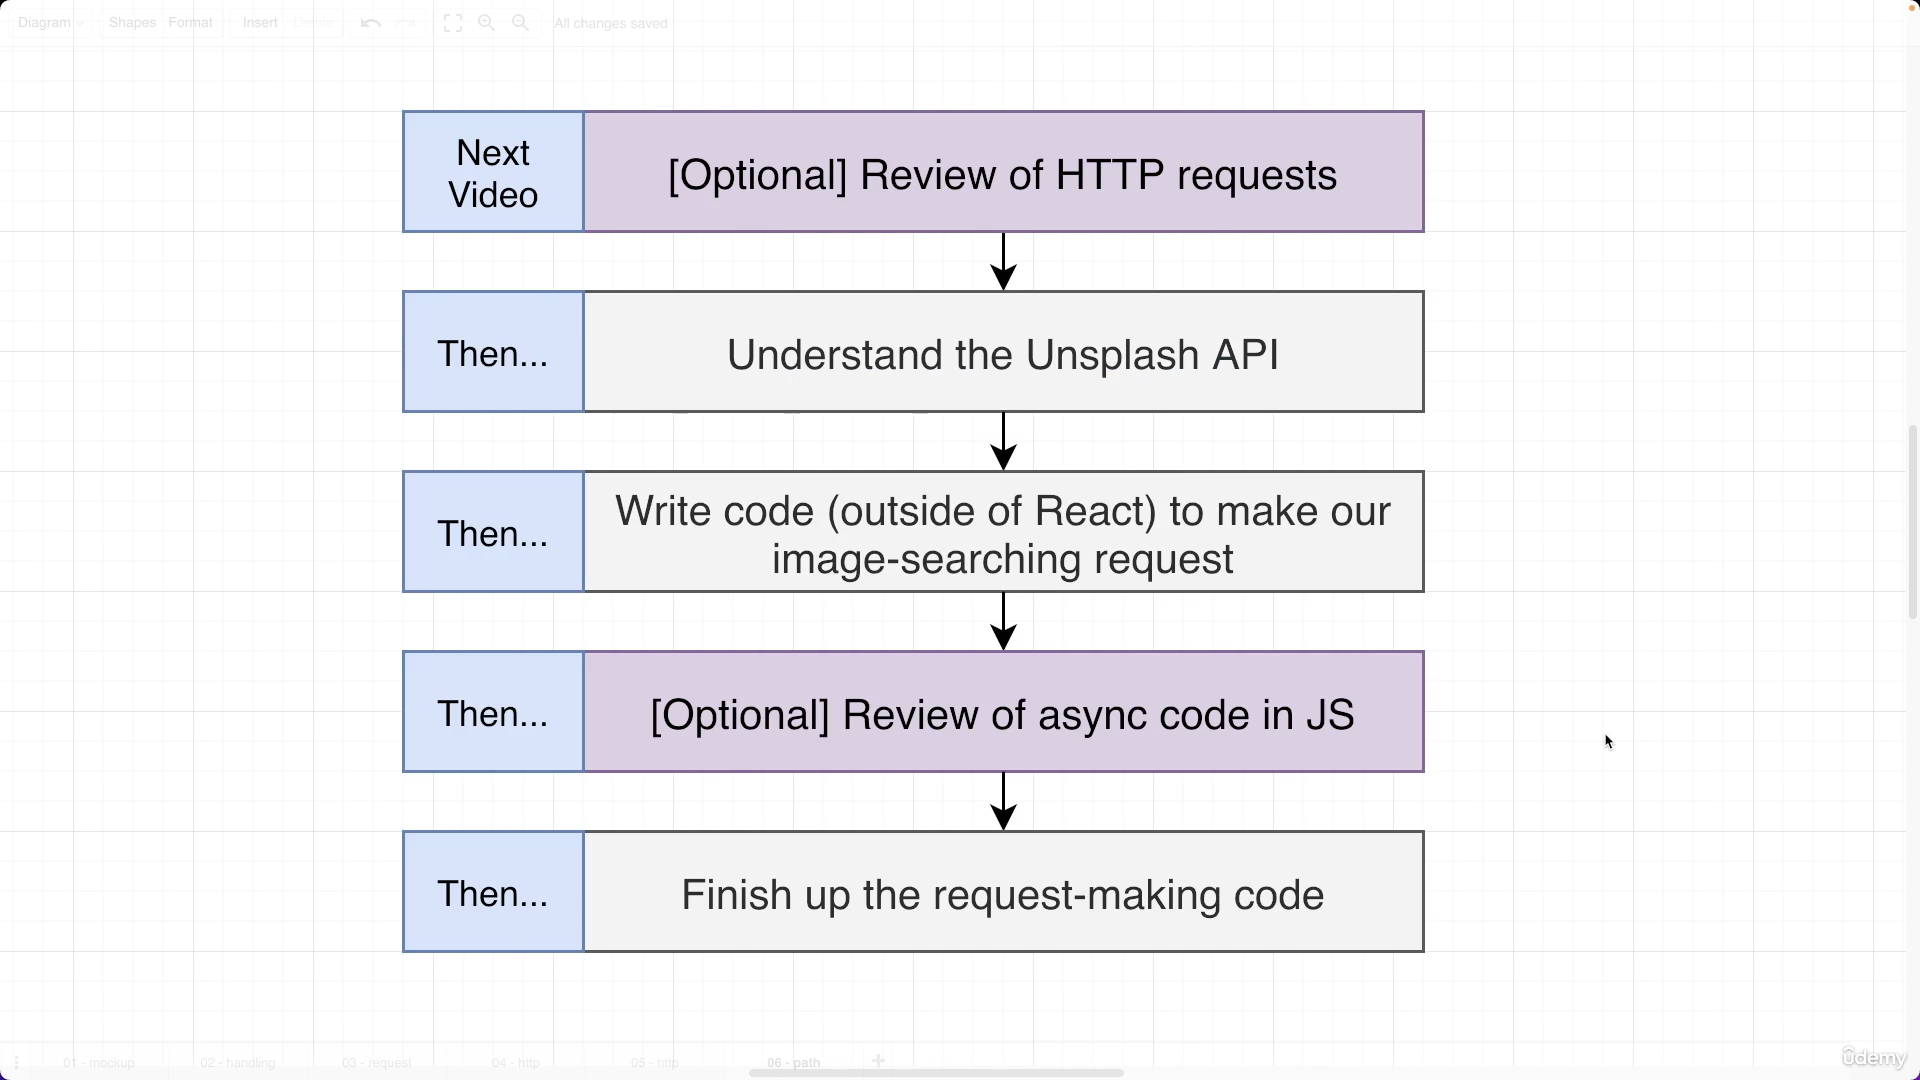 Diagram
Shapes
Format
Insert
Delete
All changes saved
Next
Video
[Optional] Review of HTTP requests
Then...
Understand the Unsplash API
Then...
Write code (outside of React) to make our
image-searching request
Then...
[Optional] Review of async code in JS
Then...
Finish up the request-making code
01 - mockup
02 - handling
03 - request
04 - http
05 - http
06 - path
ûdemy